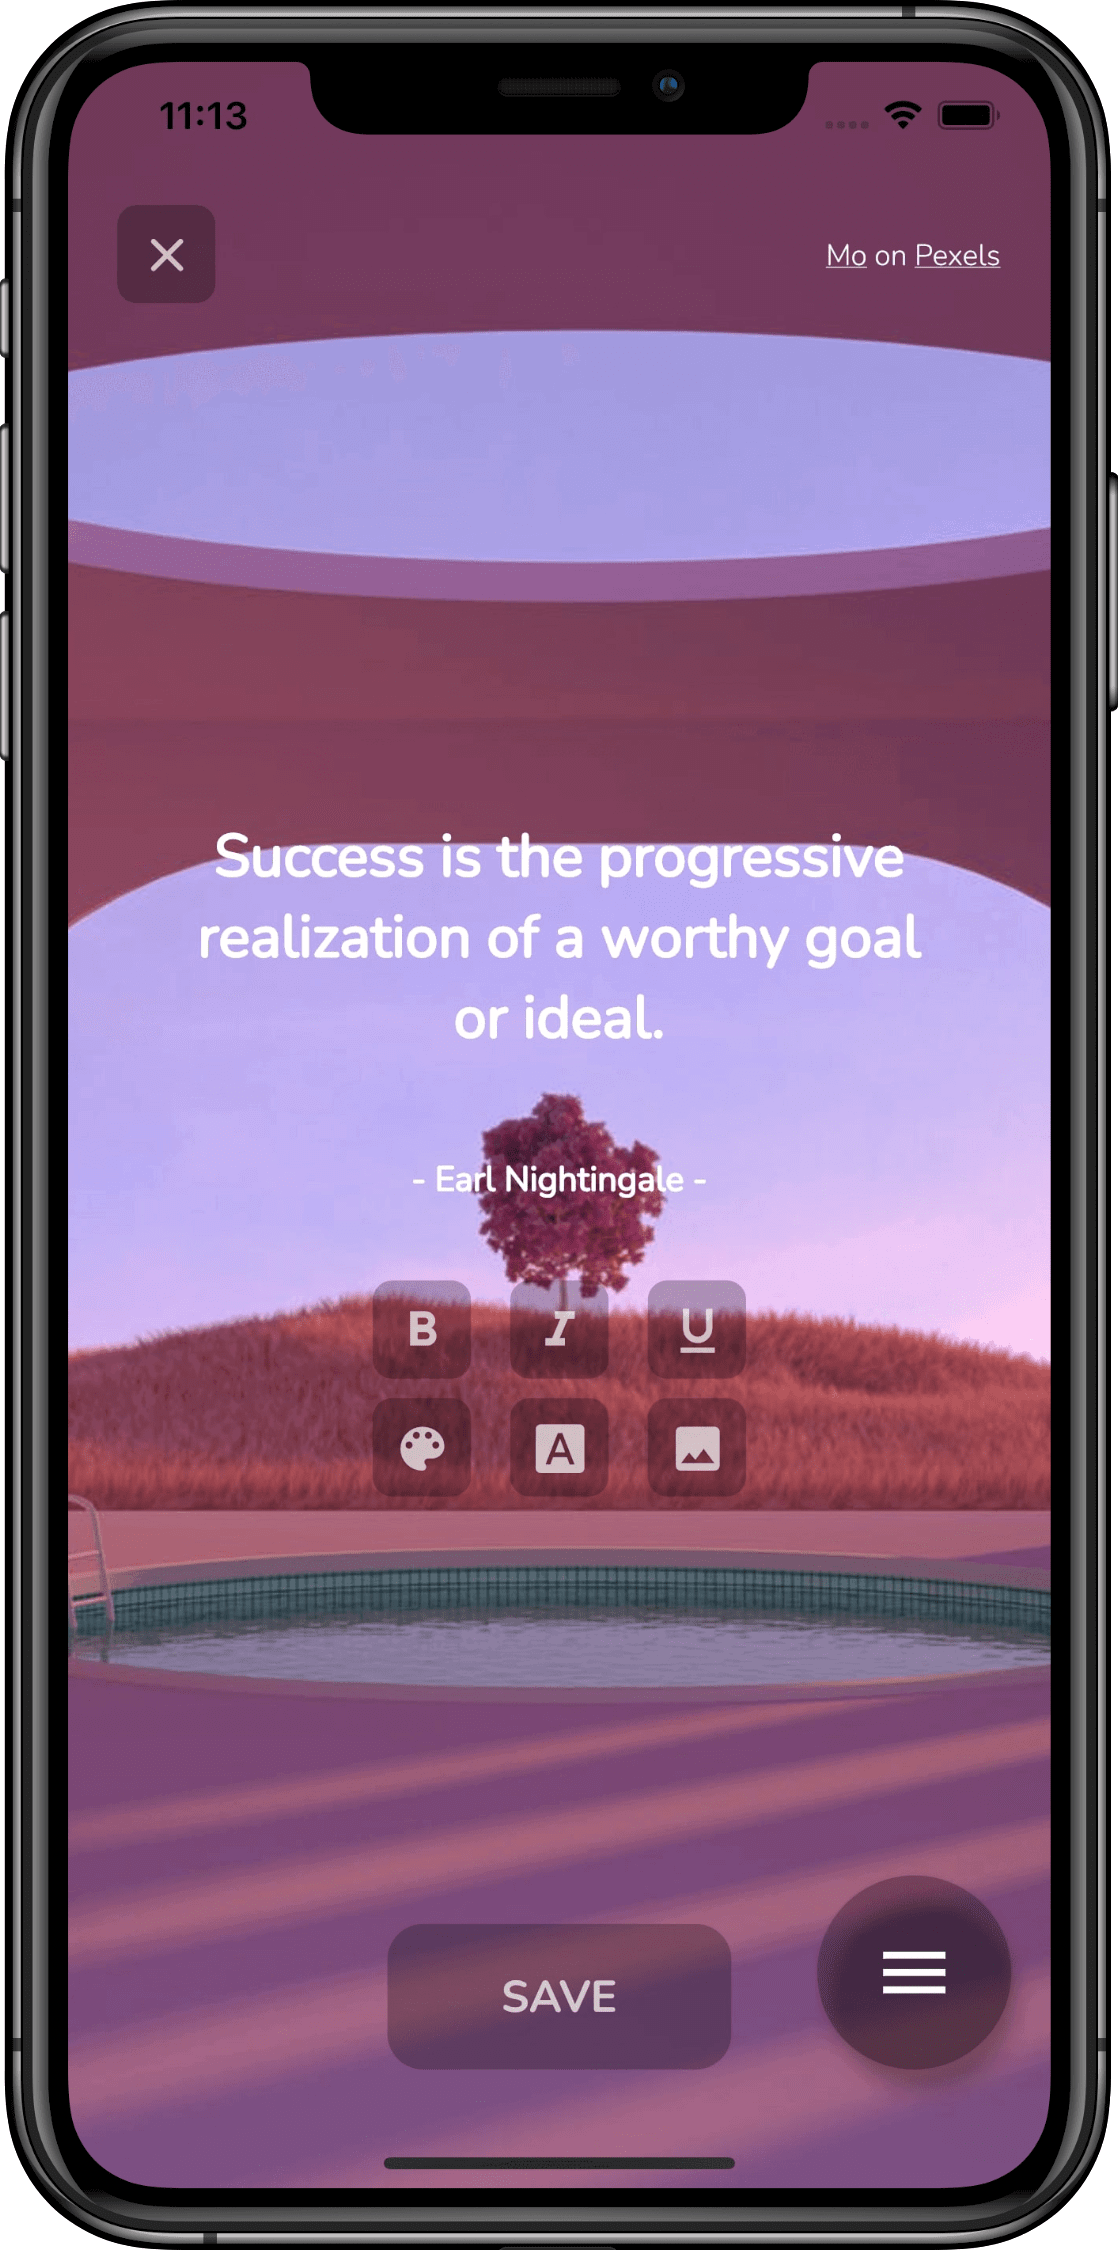 11:13
Mo on Pexels
Success is the progressive
realization of a worthy goal
or ideal.
- Earl Nightingale -
B I U
A
SAVE